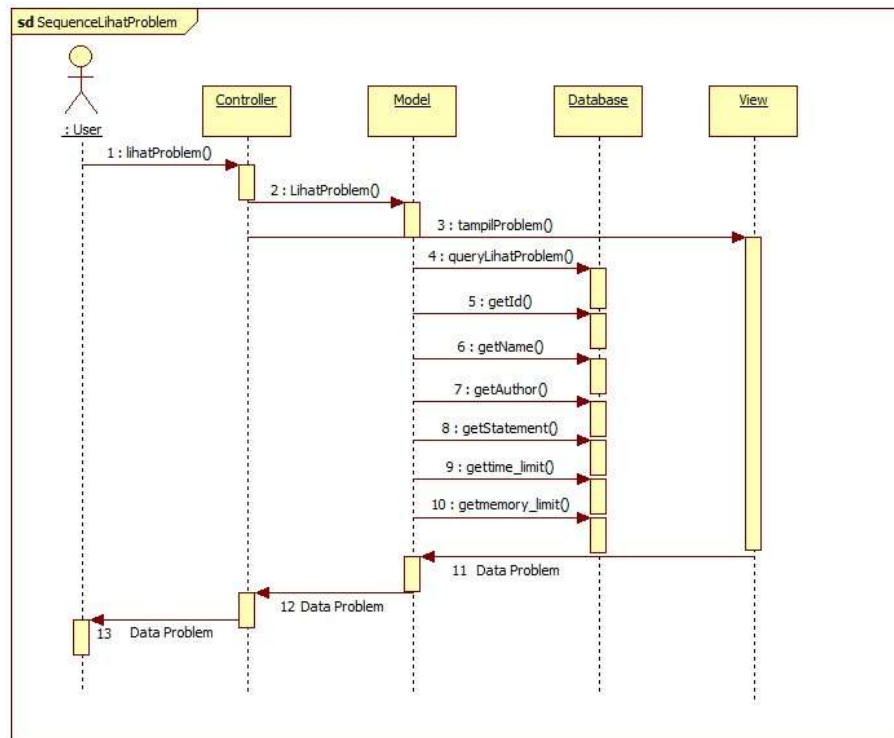 sd SequenceLihatProblem
: User
Controller
Model
Database
View
1 : lihatProblem()
2 : LihatProblem()
3 : tampilProblem()
4 : queryLihatProblem()
5 : getId()
6 : getName()
7 : getAuthor()
8 : getStatement()
9 : gettime_limit()
10 : getmemory_limit()
11 Data Problem
12 Data Problem
13 Data Problem